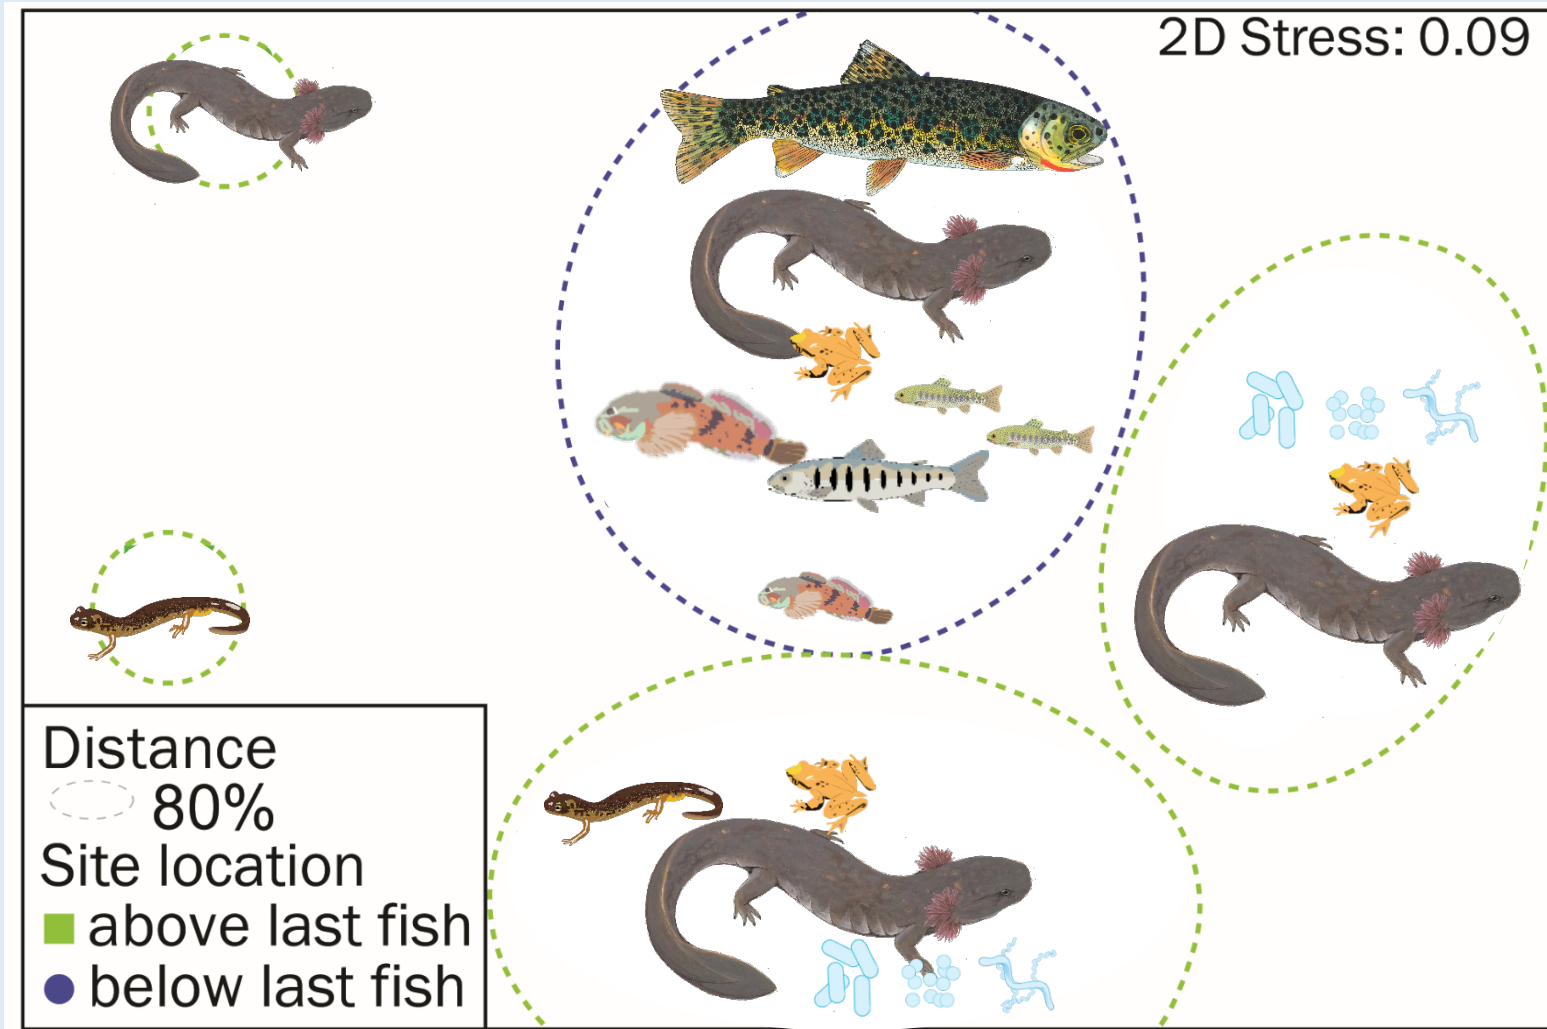 2D Stress: 0.09
Distance
80%
Site location
above last fish
below last fish